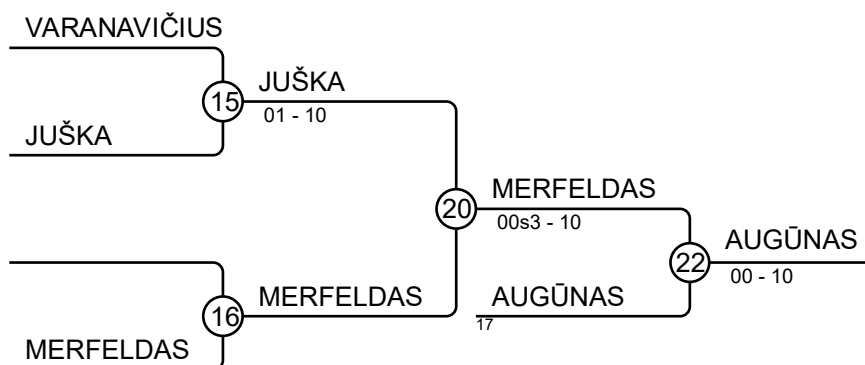 VARANAVIČIUS
15
JUŠKA
01 - 10
JUŠKA
20
MERFELDAS
00s3 - 10
22
AUGŪNAS
00 - 10
16
MERFELDAS
AUGŪNAS
17
MERFELDAS